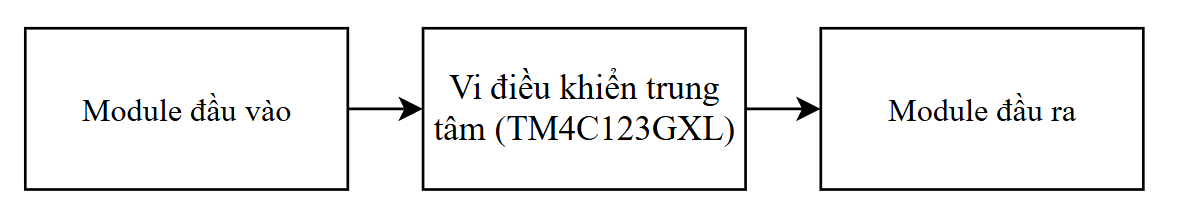 Module đầu vào
Vi điều khiển trung
tâm (TM4C123GXL)
Module đầu ra